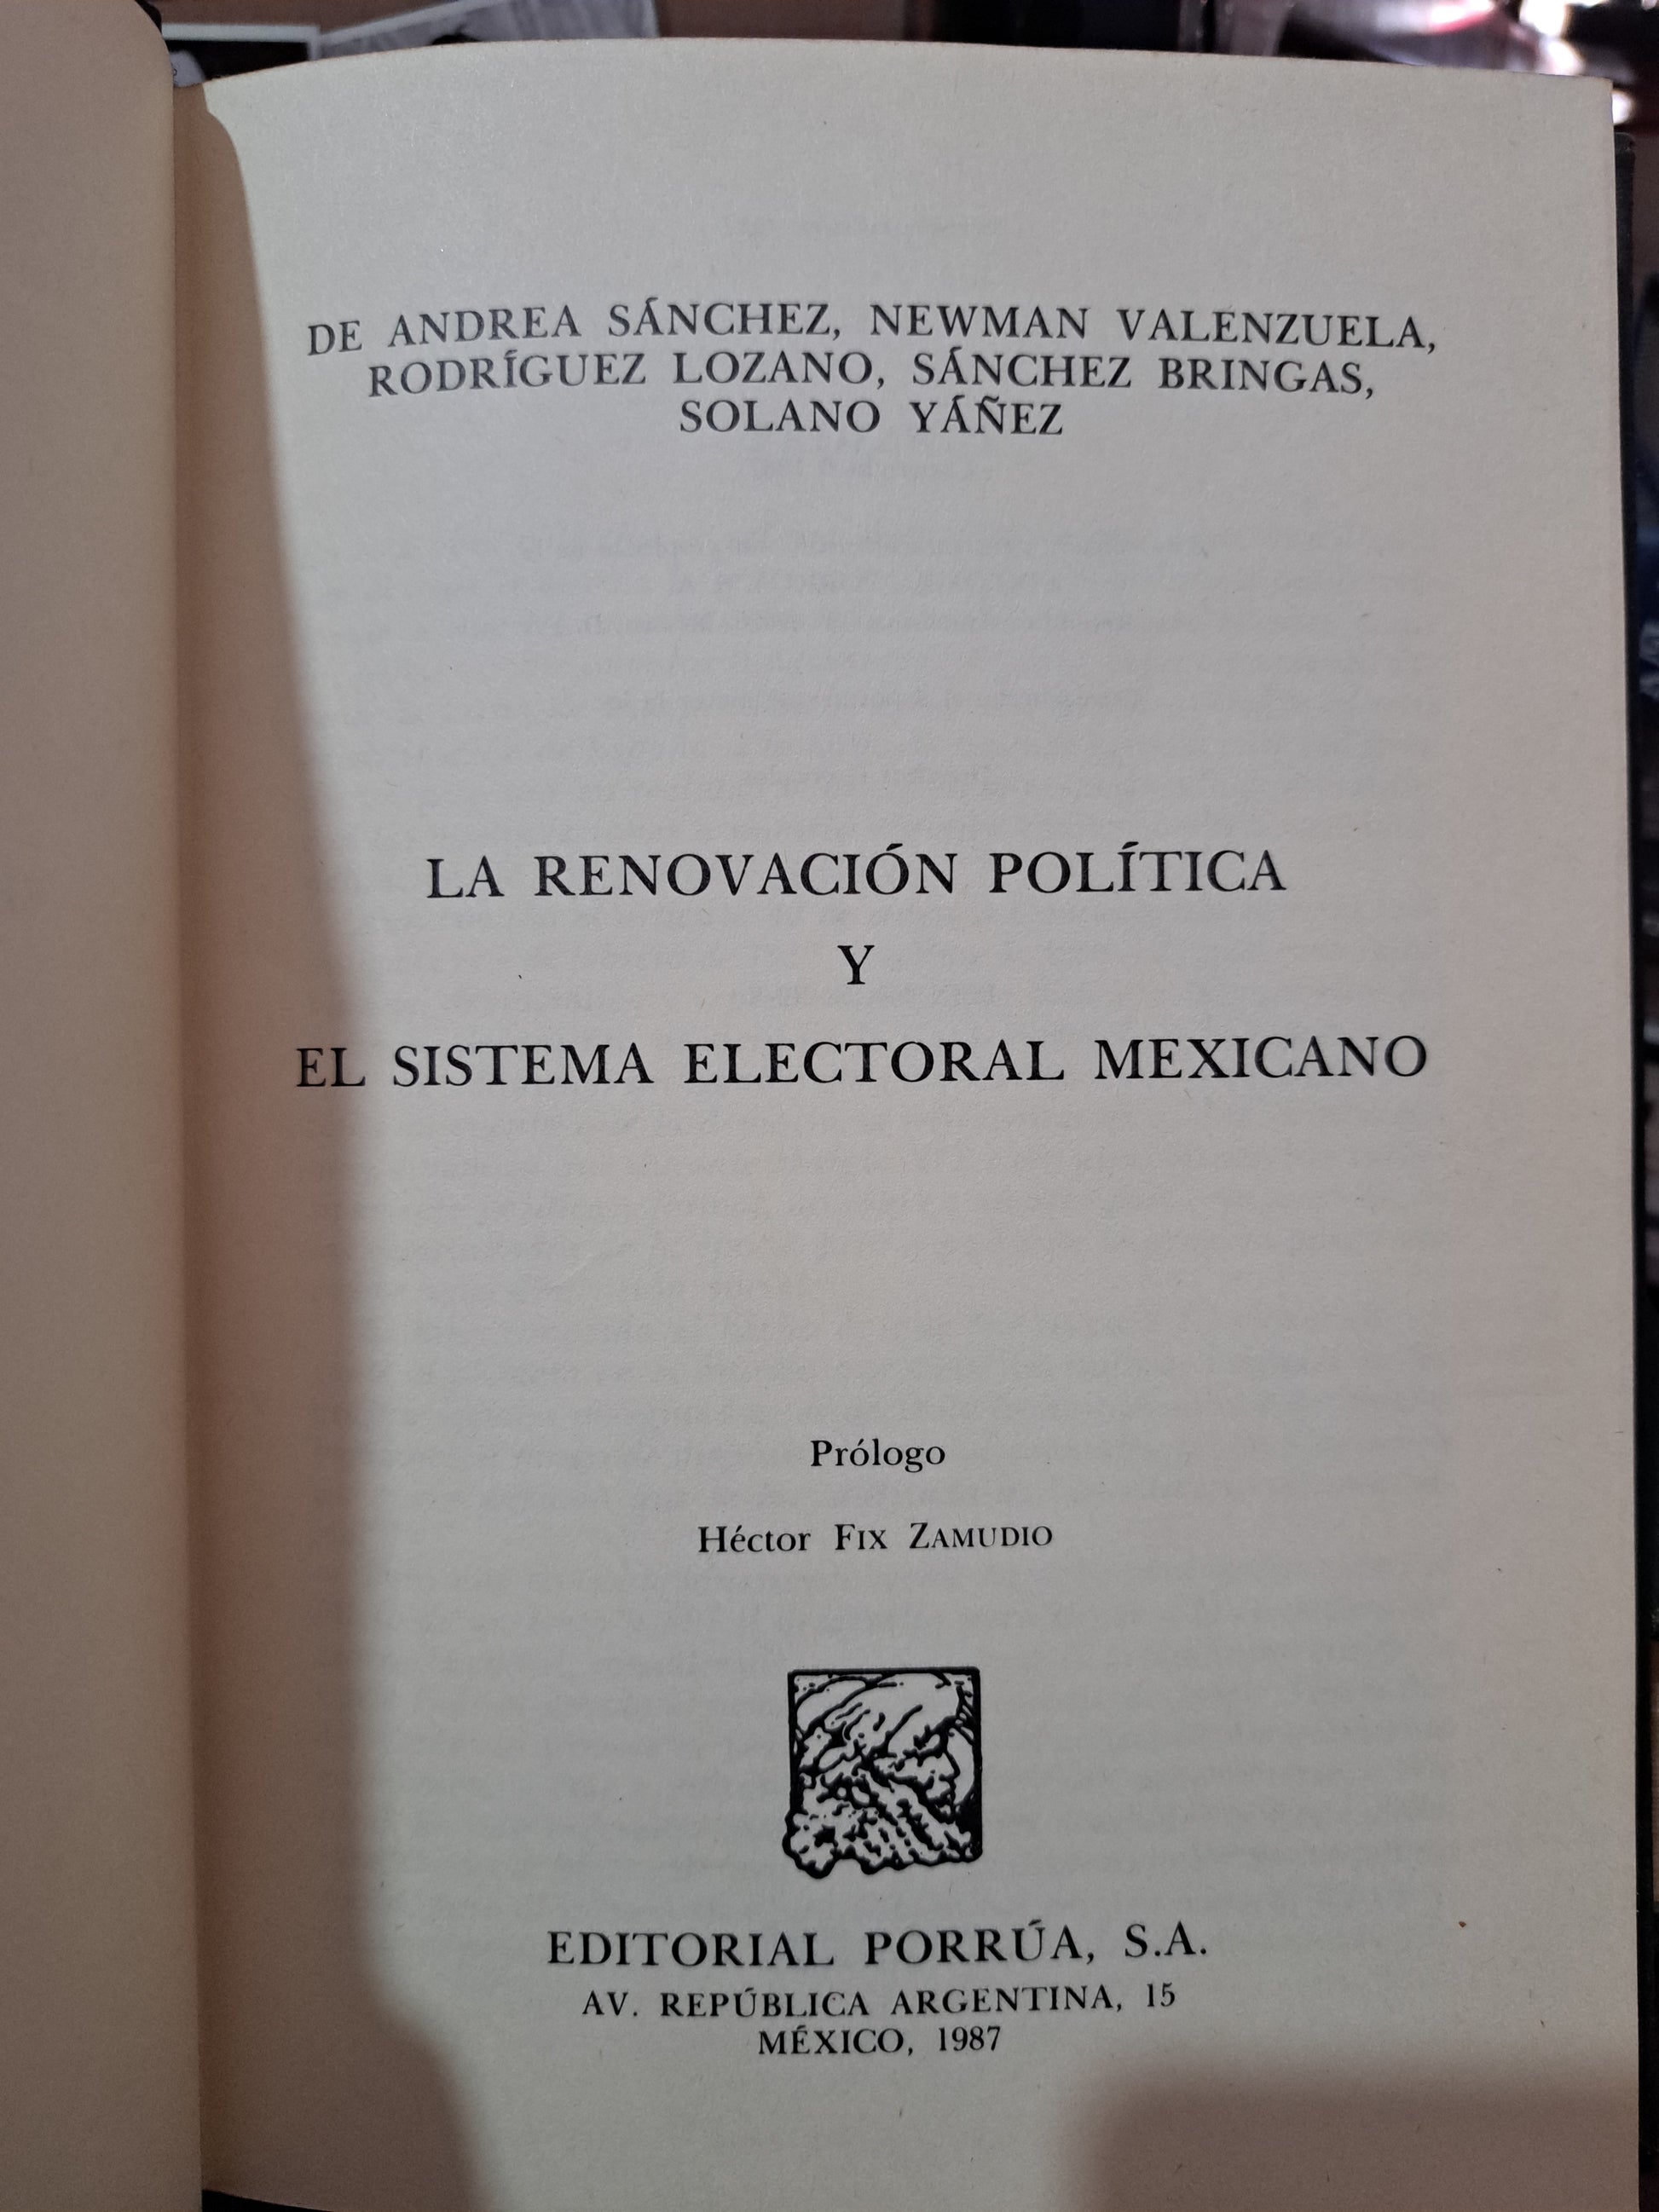 DE ANDREA SÁNCHEZ, NEWMAN VALENZUELA,
RODRÍGUEZ LOZANO, SÁNCHEZ BRINGAS,
SOLANO YÁÑEZ
LA RENOVACIÓN POLÍTICA
Y
EL SISTEMA ELECTORAL MEXICANO
Prólogo
Héctor FIX ZAMUDIO
EDITORIAL PORRÚA, S.A.
AV. REPÚBLICA ARGENTINA, 15
MÉXICO, 1987